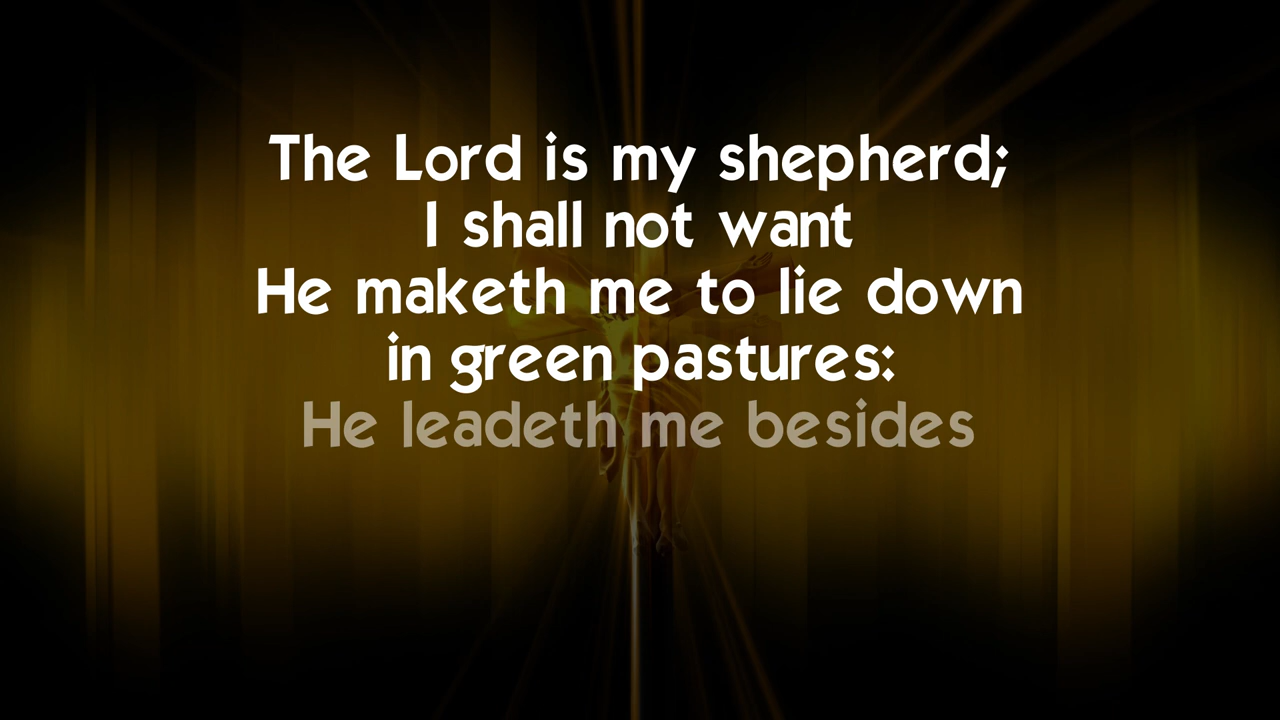 The Lord is my shepherd;
I shall not want
He maketh me to lie down
in green pastures:
He leadeth me besides